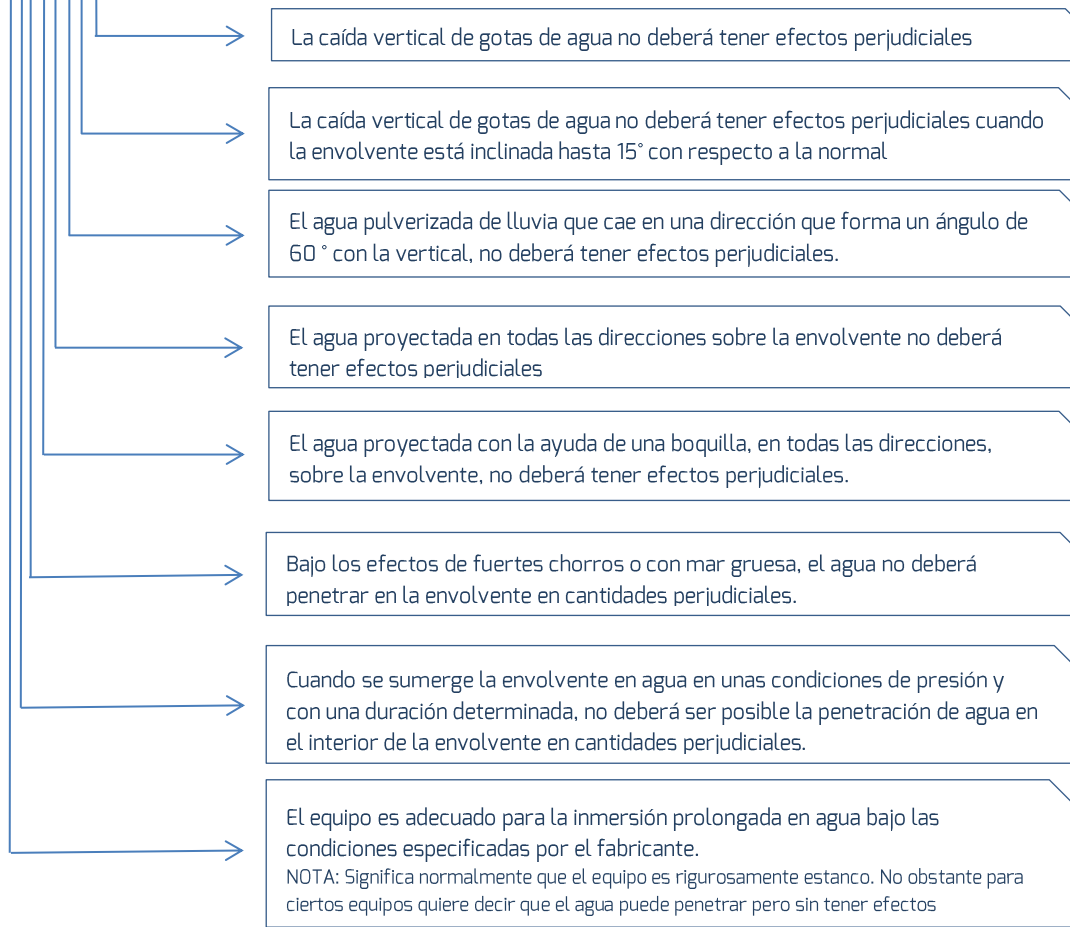 La caída vertical de gotas de agua no deberá tener efectos perjudiciales
La caída vertical de gotas de agua no deberá tener efectos perjudiciales cuando
la envolvente está inclinada hasta 15° con respecto a la normal
El agua pulverizada de lluvia que cae en una dirección que forma un ángulo de
60 ° con la vertical, no deberá tener efectos perjudiciales.
El agua proyectada en todas las direcciones sobre la envolvente no deberá
tener efectos perjudiciales
El agua proyectada con la ayuda de una boquilla, en todas las direcciones,
sobre la envolvente, no deberá tener efectos perjudiciales.
Bajo los efectos de fuertes chorros o con mar gruesa, el agua no deberá
penetrar en la envolvente en cantidades perjudiciales.
Cuando se sumerge la envolvente en agua en unas condiciones de presión y
con una duración determinada, no deberá ser posible la penetración de agua en
el interior de la envolvente en cantidades perjudiciales.
El equipo es adecuado para la inmersión prolongada en agua bajo las
condiciones especificadas por el fabricante.
NOTA: Significa normalmente que el equipo es rigurosamente estanco. No obstante para
ciertos equipos quiere decir que el agua puede penetrar pero sin tener efectos